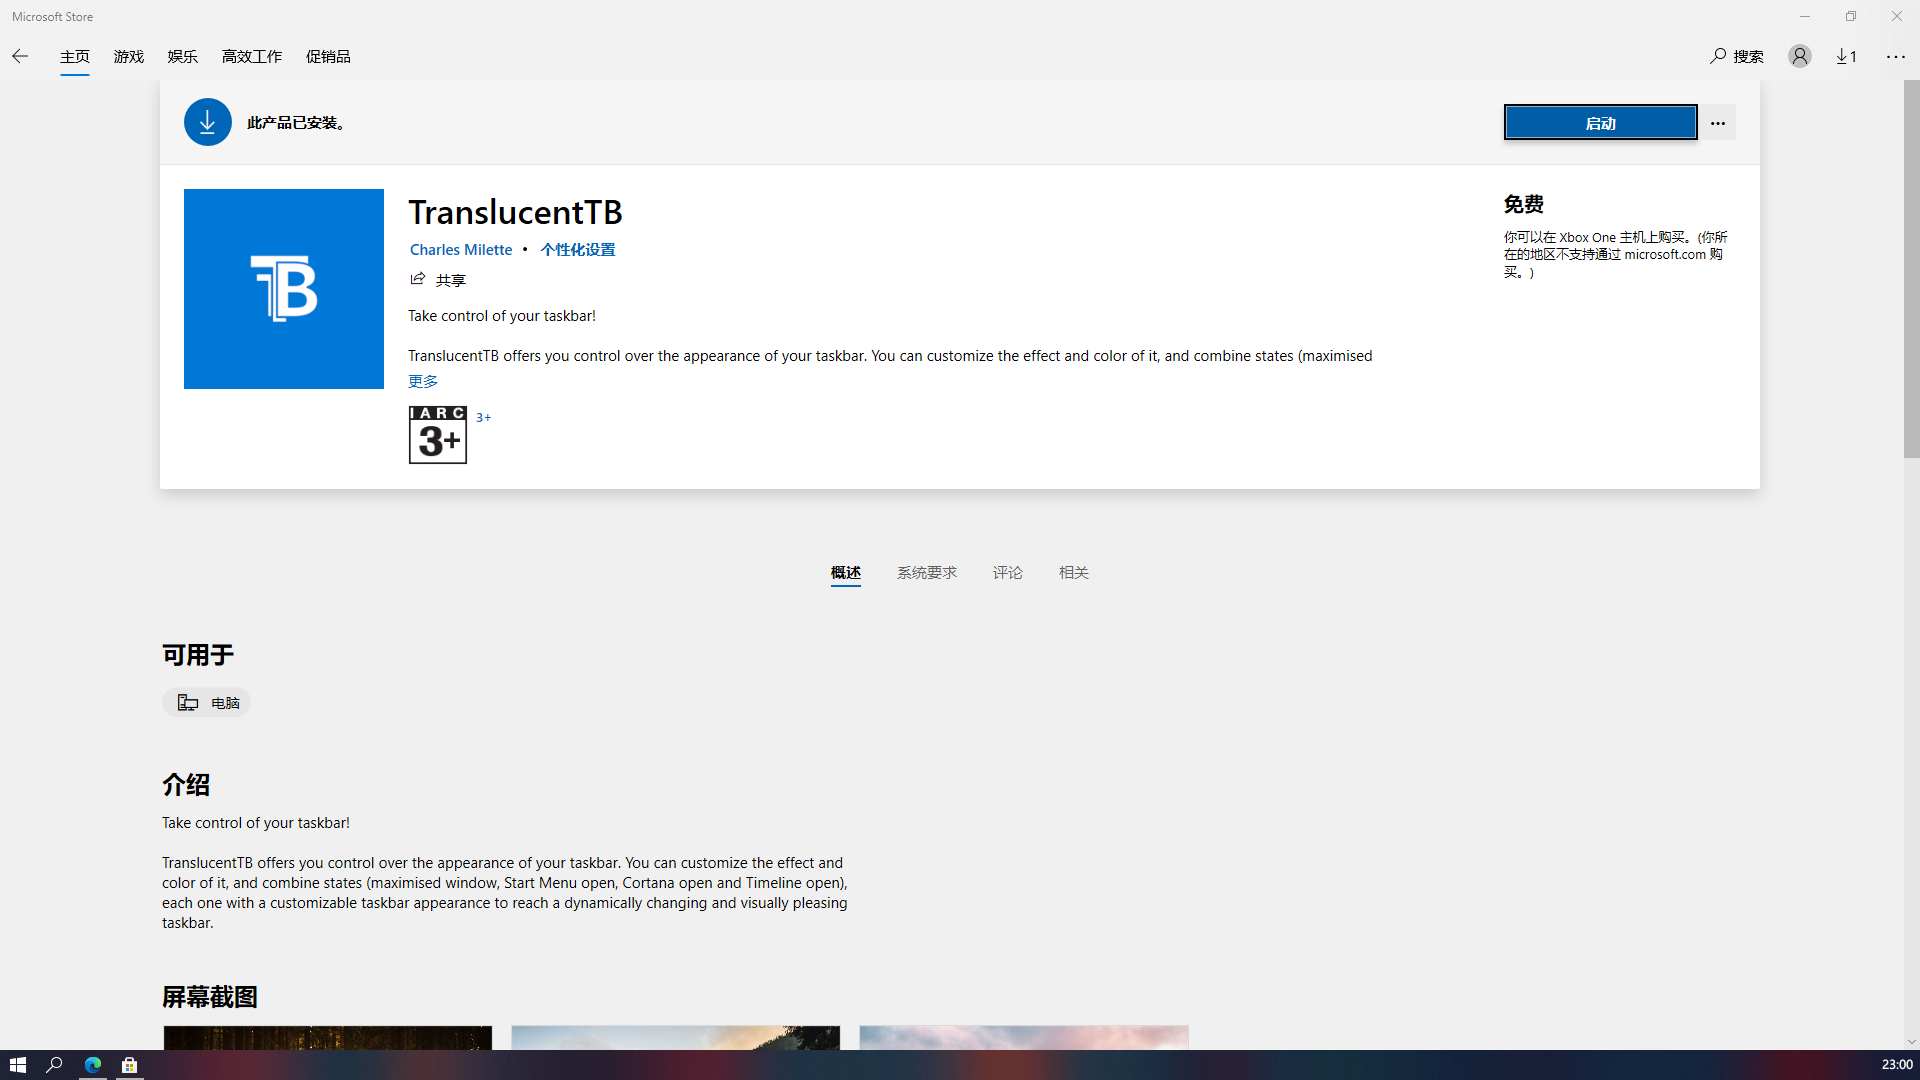 Microsoft Store
主页 游戏 娱乐 高效工作 促销品 搜索 1
此产品已安装。 启动
TB
TranslucentTB
Charles Milette • 个性化设置
共享
Take control of your taskbar!
TranslucentTB offers you control over the appearance of your taskbar. You can customize the effect and color of it, and combine states (maximised
更多
IARC
3+
3+
免费
你可以在 Xbox One 主机上购买。(你所
在的地区不支持通过 microsoft.com 购
买。)
概述 系统要求 评论 相关
可用于
电脑
介绍
Take control of your taskbar!
TranslucentTB offers you control over the appearance of your taskbar. You can customize the effect and
color of it, and combine states (maximised window, Start Menu open, Cortana open and Timeline open),
each one with a customizable taskbar appearance to reach a dynamically changing and visually pleasing
taskbar.
屏幕截图
23:00